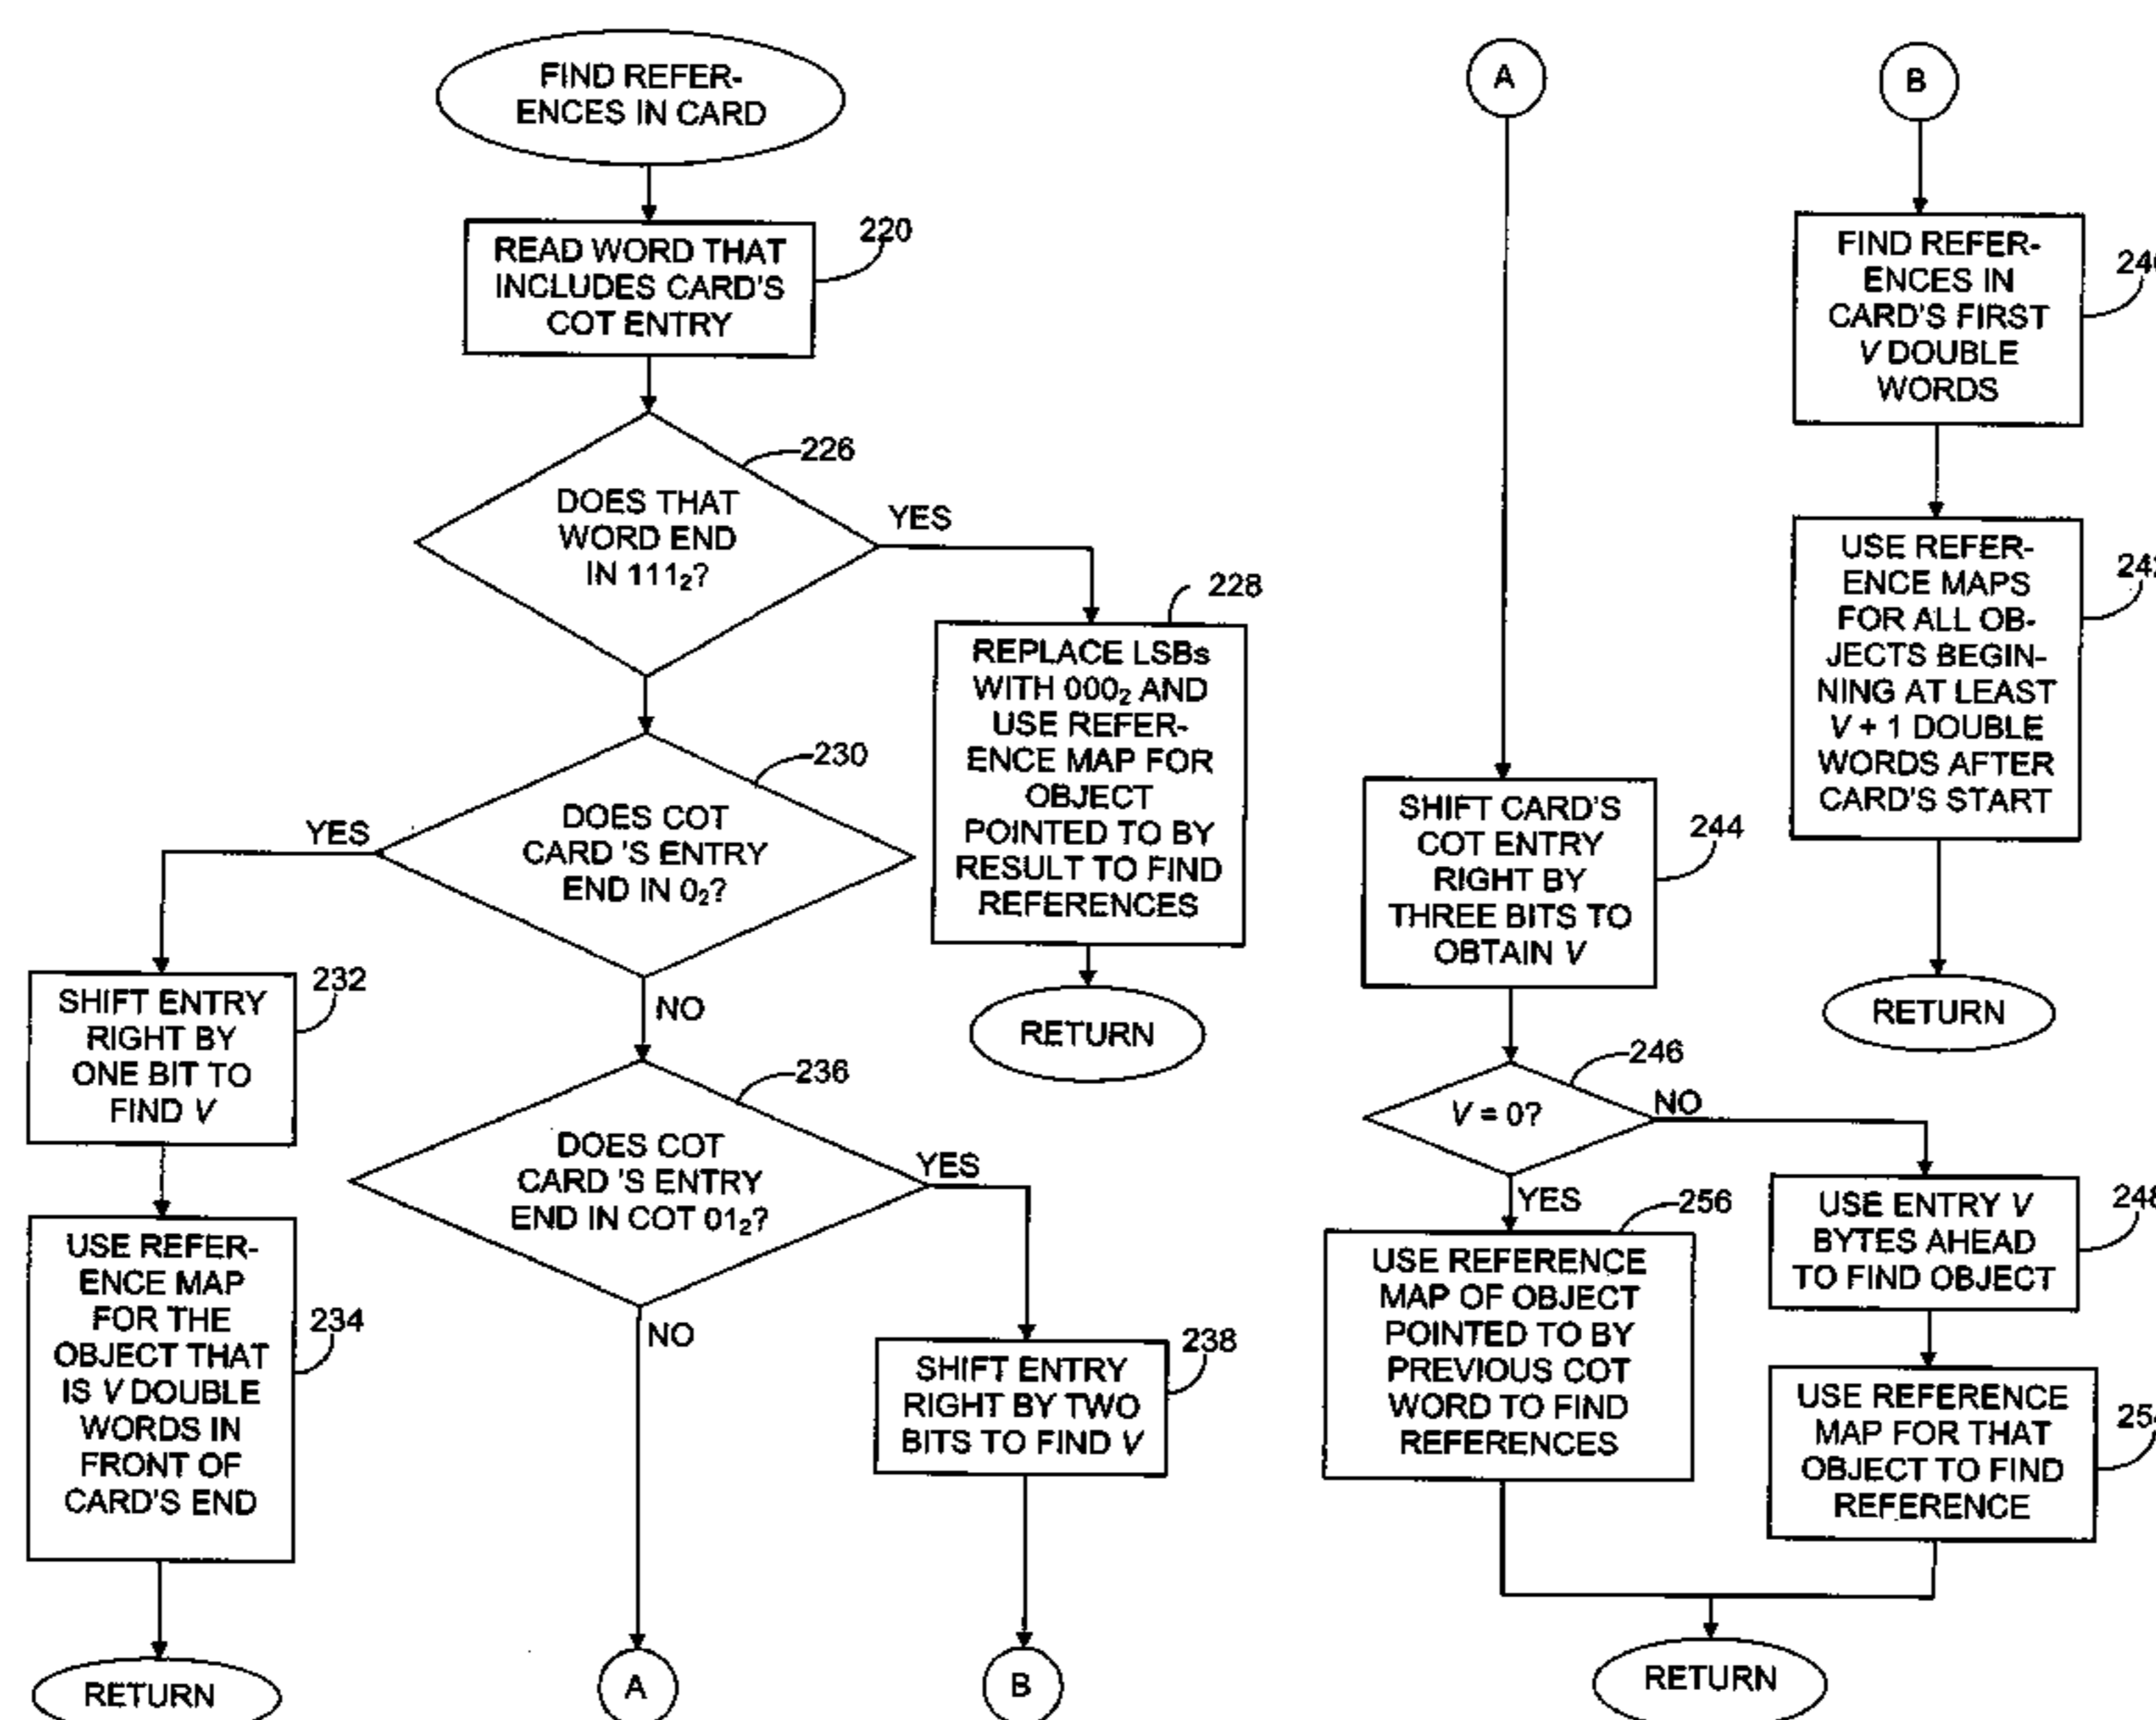 FIND REFER-
ENCES IN CARD
READ WORD THAT
INCLUDES CARD'S
COT ENTRY
220
DOES THAT
WORD END
IN 111₂?
226
YES
REPLACE LSBs
WITH 000₂ AND
USE REFER-
ENCE MAP FOR
OBJECT
POINTED TO BY
RESULT TO FIND
REFERENCES
228
RETURN
DOES COT
CARD 'S ENTRY
END IN 0₂?
230
YES
SHIFT ENTRY
RIGHT BY
ONE BIT TO
FIND V
232
USE REFER-
ENCE MAP
FOR THE
OBJECT THAT
IS V DOUBLE
WORDS IN
FRONT OF
CARD'S END
234
RETURN
NO
DOES COT
CARD 'S ENTRY
END IN COT 01₂?
236
YES
SHIFT ENTRY
RIGHT BY TWO
BITS TO FIND V
238
B
NO
A
A
SHIFT CARD'S
COT ENTRY
RIGHT BY
THREE BITS TO
OBTAIN V
244
V = 0?
246
NO
USE ENTRY V
BYTES AHEAD
TO FIND OBJECT
USE REFERENCE
MAP FOR THAT
OBJECT TO FIND
REFERENCE
YES
USE REFERENCE
MAP OF OBJECT
POINTED TO BY
PREVIOUS COT
WORD TO FIND
REFERENCES
256
RETURN
B
FIND REFER-
ENCES IN
CARD'S FIRST
V DOUBLE
WORDS
USE REFER-
ENCE MAPS
FOR ALL OB-
JECTS BEGIN-
NING AT LEAST
V + 1 DOUBLE
WORDS AFTER
CARD'S START
RETURN